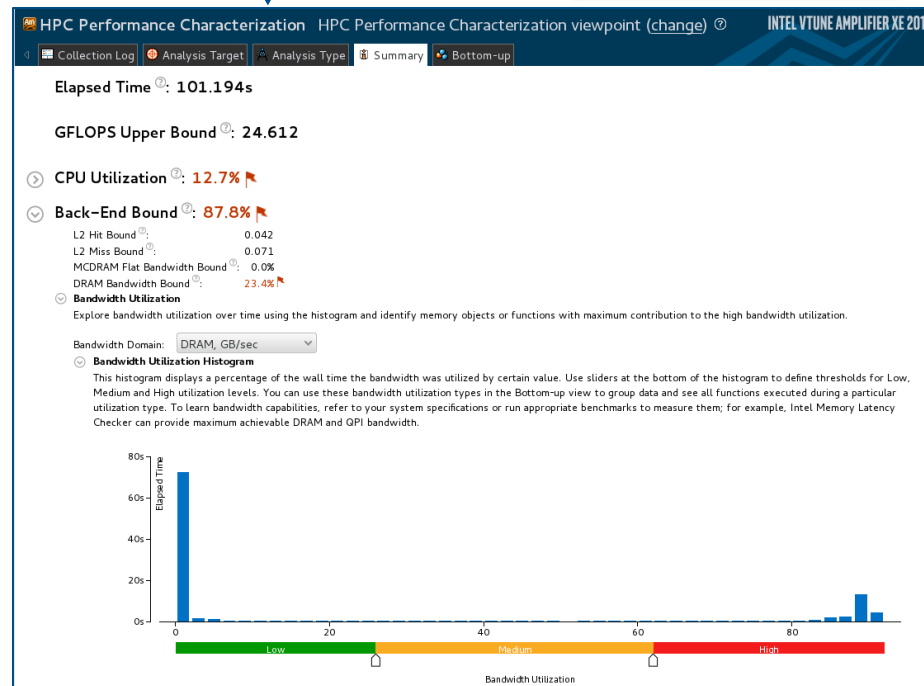 HPC Performance Characterization HPC Performance Characterization viewpoint (change) ? INTEL VTUNE AMPLIFIER XE 201
Collection Log Analysis Target Analysis Type Summary Bottom-up
Elapsed Time ?: 101.194s
GFLOPS Upper Bound ?: 24.612
CPU Utilization ?: 12.7%
Back-End Bound ?: 87.8%
L2 Hit Bound ?: 0.042
L2 Miss Bound ?: 0.071
MCDRAM Flat Bandwidth Bound ?: 0.0%
DRAM Bandwidth Bound ?: 23.4%
Bandwidth Utilization
Explore bandwidth utilization over time using the histogram and identify memory objects or functions with maximum contribution to the high bandwidth utilization.
Bandwidth Domain: DRAM, GB/sec
Bandwidth Utilization Histogram
This histogram displays a percentage of the wall time the bandwidth was utilized by certain value. Use sliders at the bottom of the histogram to define thresholds for Low,
Medium and High utilization levels. You can use these bandwidth utilization types in the Bottom-up view to group data and see all functions executed during a particular
utilization type. To learn bandwidth capabilities, refer to your system specifications or run appropriate benchmarks to measure them; for example, Intel Memory Latency
Checker can provide maximum achievable DRAM and QPI bandwidth.
Elapsed Time
80s
60s
40s
20s
0s
0 20 40 60 80
Low Medium High
Bandwidth Utilization